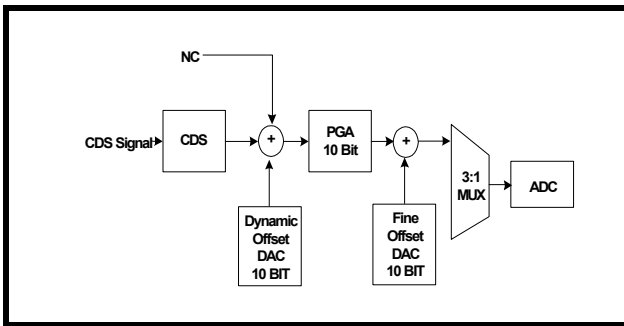 NC
CDS Signal
CDS
+
PGA
10 Bit
+
3:1
MUX
ADC
Dynamic
Offset
DAC
10 BIT
Fine
Offset
DAC
10 BIT